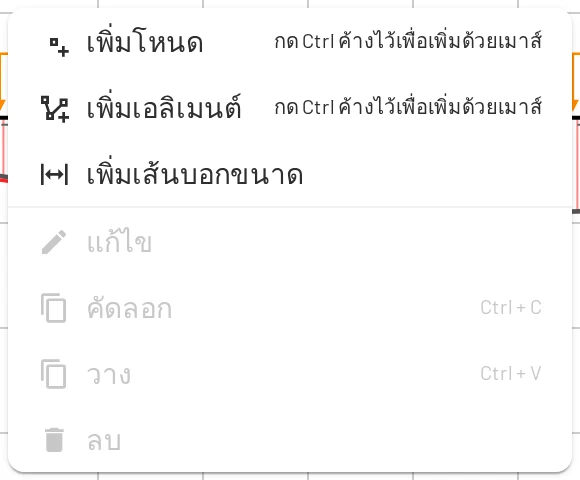 เพิ่มโหนด กด Ctrl ค้างไว้เพื่อเพิ่มด้วยเมาส์
เพิ่มเอลิเมนต์ กด Ctrl ค้างไว้เพื่อเพิ่มด้วยเมาส์
เพิ่มเส้นบอกขนาด
แก้ไข
คัดลอก Ctrl + C
วาง Ctrl + V
ลบ